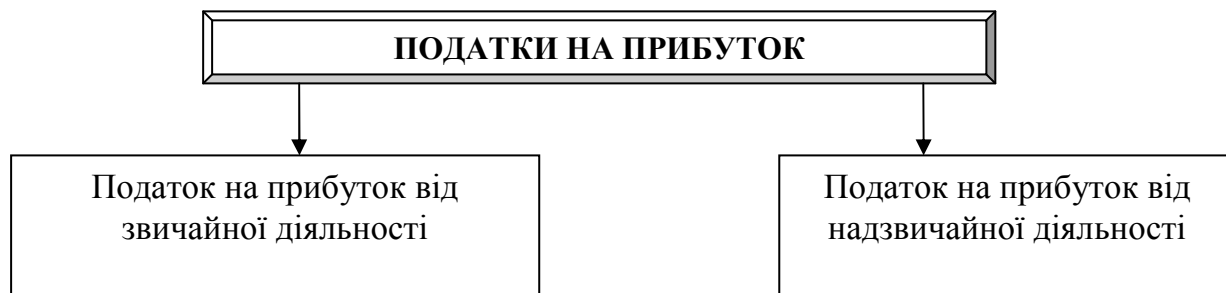 ПОДАТКИ НА ПРИБУТОК
Податок на прибуток від
звичайної діяльності
Податок на прибуток від
надзвичайної діяльності